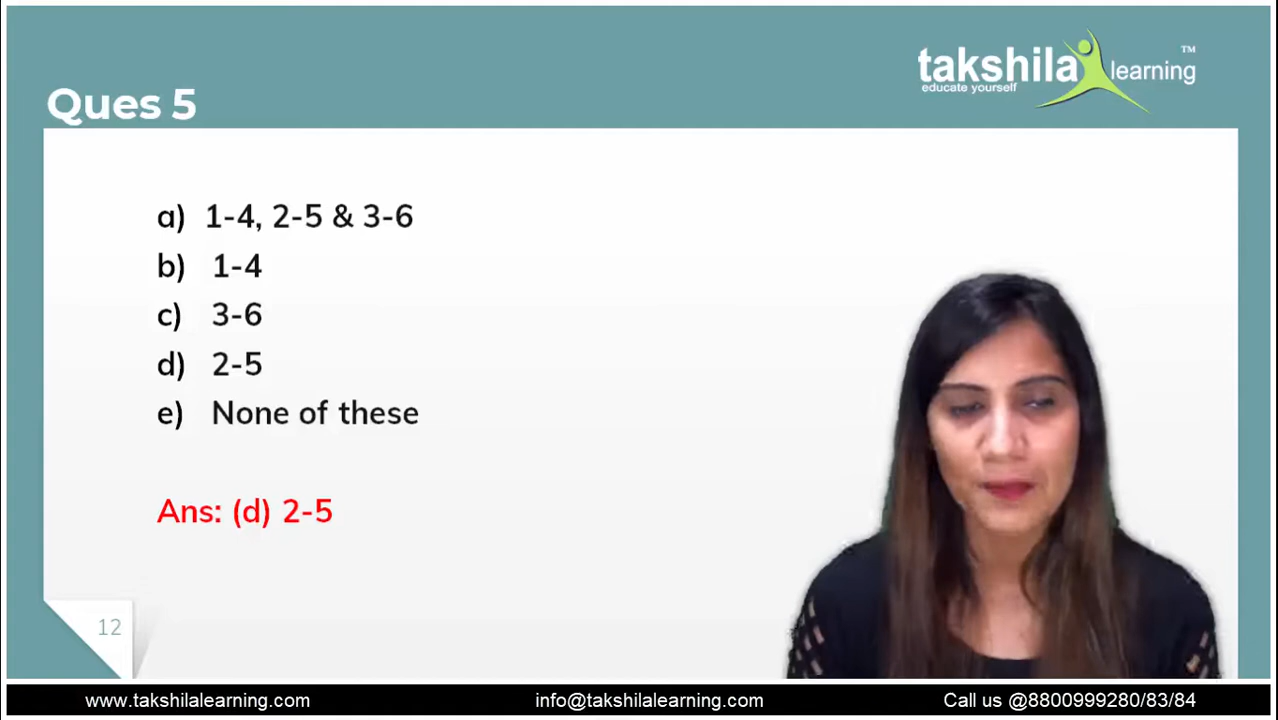 takshila learning ™
educate yourself
Ques 5
a) 1-4, 2-5 & 3-6
b) 1-4
c) 3-6
d) 2-5
e) None of these
Ans: (d) 2-5
12
www.takshilalearning.com info@takshilalearning.com Call us @8800999280/83/84